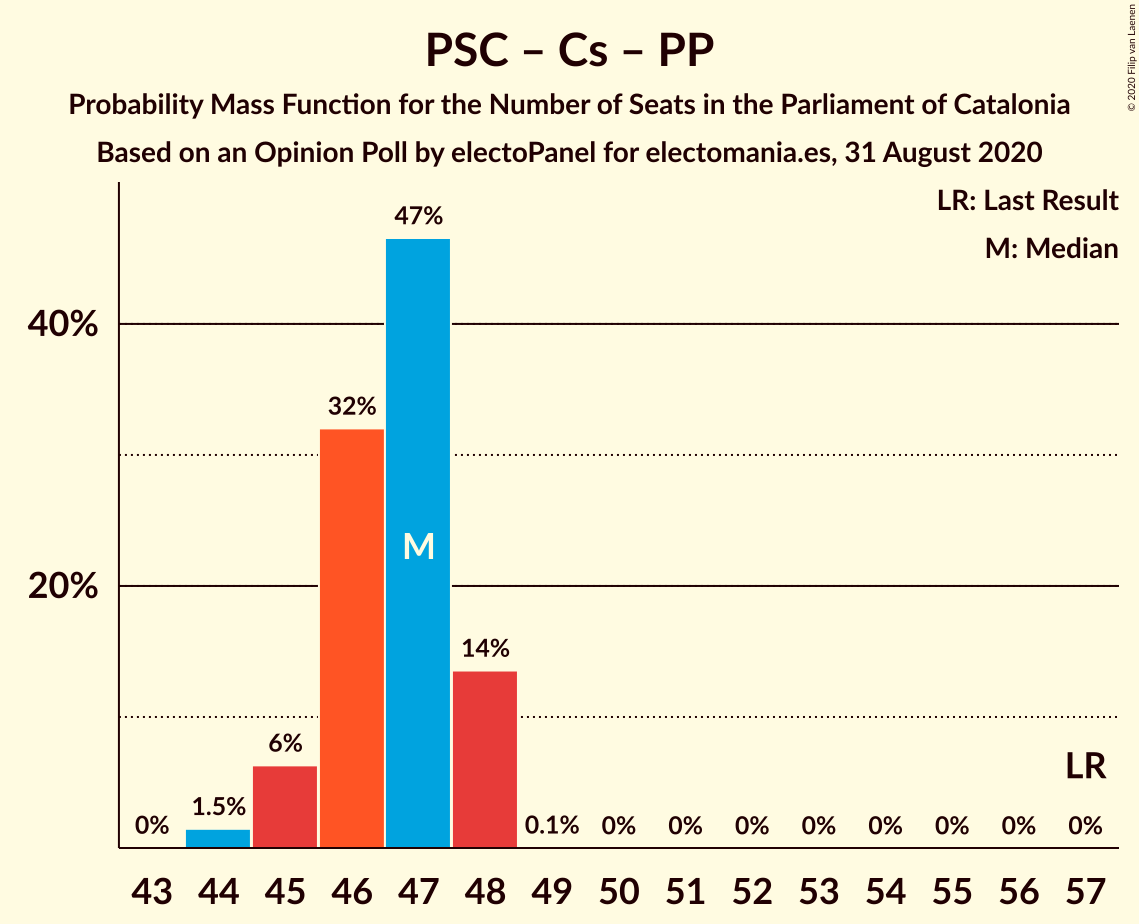 PSC – Cs – PP
Probability Mass Function for the Number of Seats in the Parliament of Catalonia
Based on an Opinion Poll by electoPanel for electomania.es, 31 August 2020
© 2020 Filip van Laenen
LR: Last Result
M: Median
47%
40%
32%
M
20%
14%
6%
LR
1.5%
0% 0.1% 0% 0% 0% 0% 0% 0% 0% 0%
43 44 45 46 47 48 49 50 51 52 53 54 55 56 57